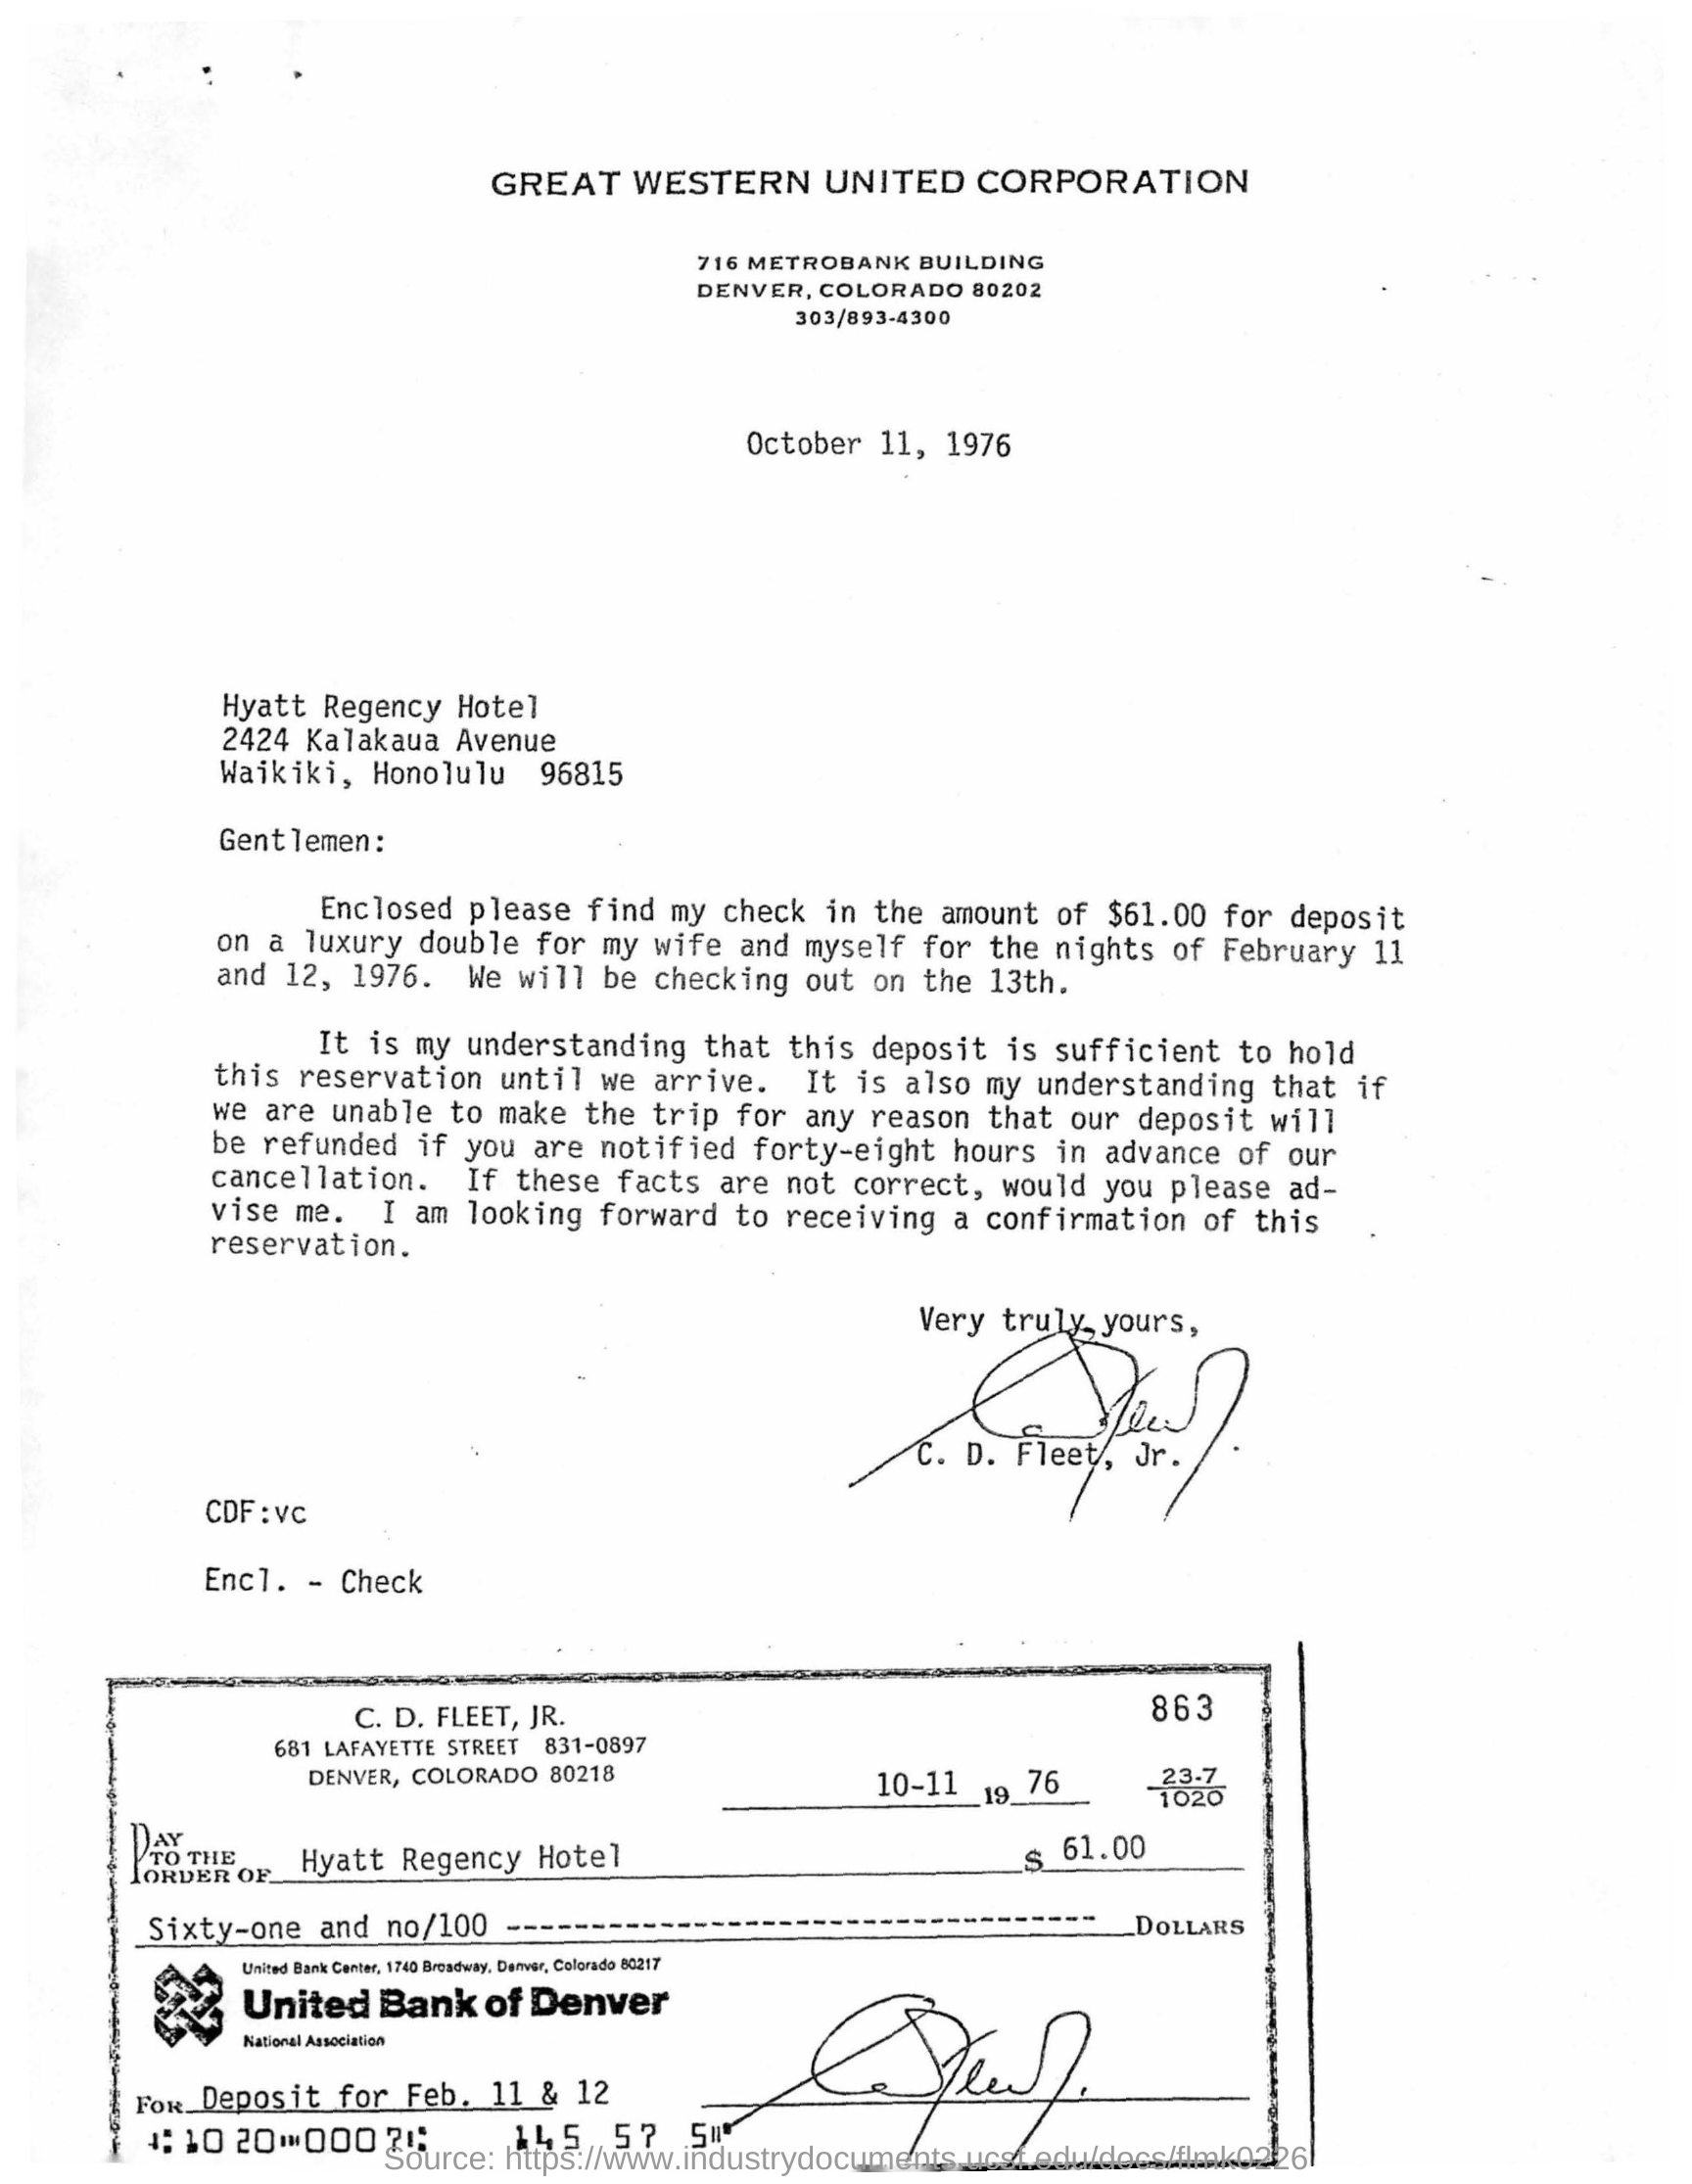 GREAT WESTERN UNITED CORPORATION
716 METROBANK BUILDING
DENVER, COLORADO 80202
303/893-4300
October 11, 1976
Hyatt Regency Hotel
2424 Kalakaua Avenue
Waikiki, Honolulu 96815
Gentlemen:
Enclosed please find my check in the amount of $61.00 for deposit
on a luxury double for my wife and myself for the nights of February 11
and 12, 1976. We will be checking out on the 13th.
It is my understanding that this deposit is sufficient to hold
this reservation until we arrive. It is also my understanding that if
we are unable to make the trip for any reason that our deposit will
be refunded if you are notified forty-eight hours in advance of our
cancellation. If these facts are not correct, would you please ad-
vise me. I am looking forward to receiving a confirmation of this
reservation.
Very truly yours,
C. D. Fleet, Jr.
CDF:vc
Encl. - Check
C. D. FLEET, JR.
863
681 LAFAYETTE STREET 831-0897
DENVER, COLORADO 80218
10-11 19 76
23-7
1020
PAY
TO THE
ORDER OF Hyatt Regency Hotel $ 61.00
Sixty-one and no/100 ----------------------------------- DOLLARS
United Bank Center, 1740 Broadway, Denver, Colorado 80217
United Bank of Denver
National Association
FOR Deposit for Feb. 11 & 12
Source: https://www.industrydocuments.ucsf.edu/docs/flmk0226